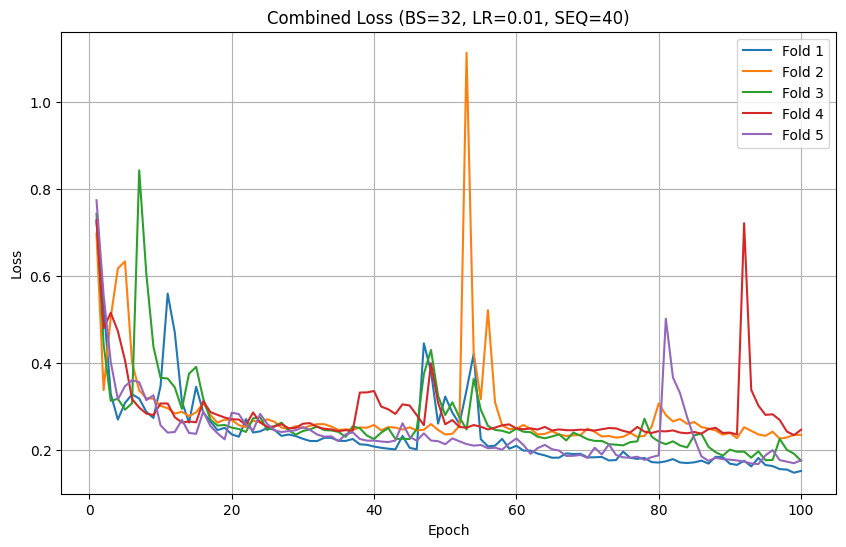 Combined Loss (BS=32, LR=0.01, SEQ=40)
Fold 1
Fold 2
Fold 3
Fold 4
Fold 5
Loss
1.0
0.8
0.6
0.4
0.2
0 20 40 60 80 100
Epoch